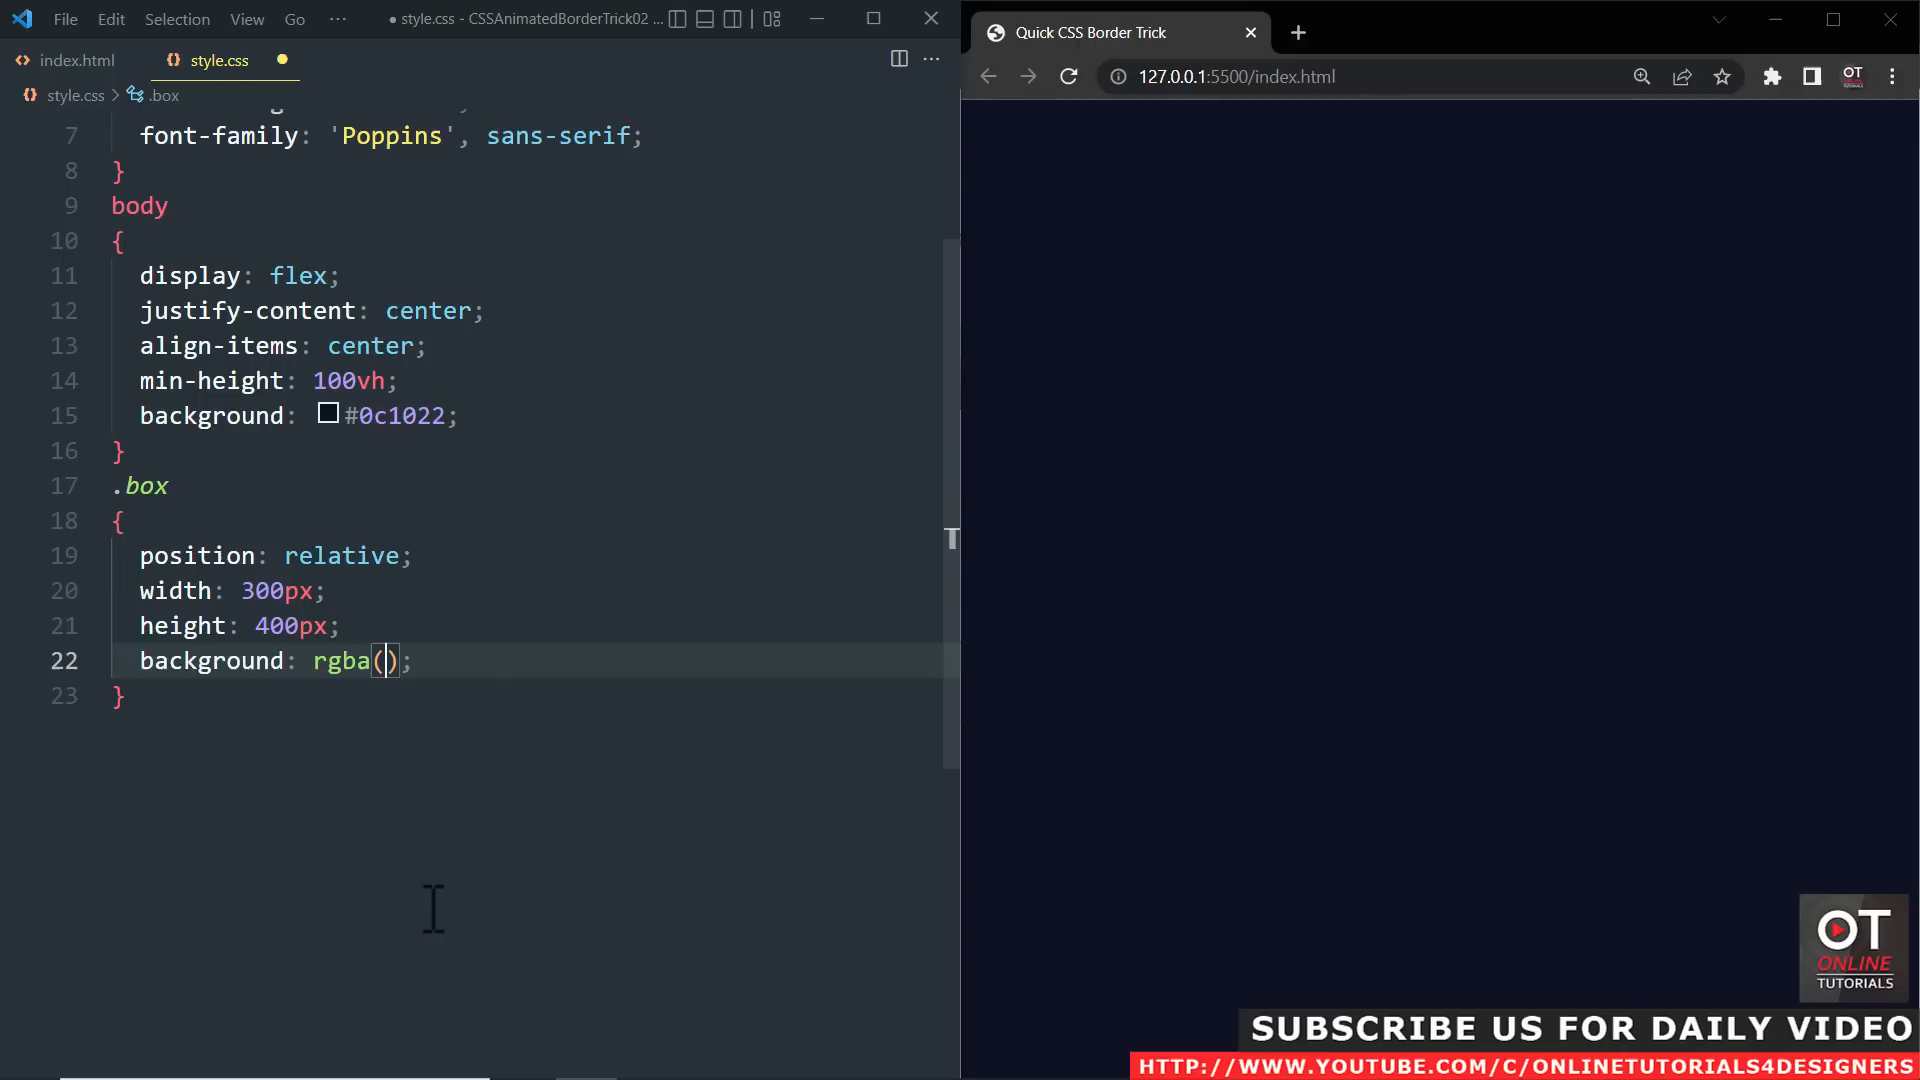 File Edit Selection View Go ··· ● style.css - CSSAnimatedBorderTrick02 ...
index.html {} style.css
{} style.css > .box
7 font-family: 'Poppins', sans-serif;
8 }
9 body
10 {
11 display: flex;
12 justify-content: center;
13 align-items: center;
14 min-height: 100vh;
15 background: #0c1022;
16 }
17 .box
18 {
19 position: relative;
20 width: 300px;
21 height: 400px;
22 background: rgba();
23 }
Quick CSS Border Trick
127.0.0.1:5500/index.html
OT
OT
ONLINE
TUTORIALS
SUBSCRIBE US FOR DAILY VIDEO
HTTP://WWW.YOUTUBE.COM/C/ONLINETUTORIALS4DESIGNERS